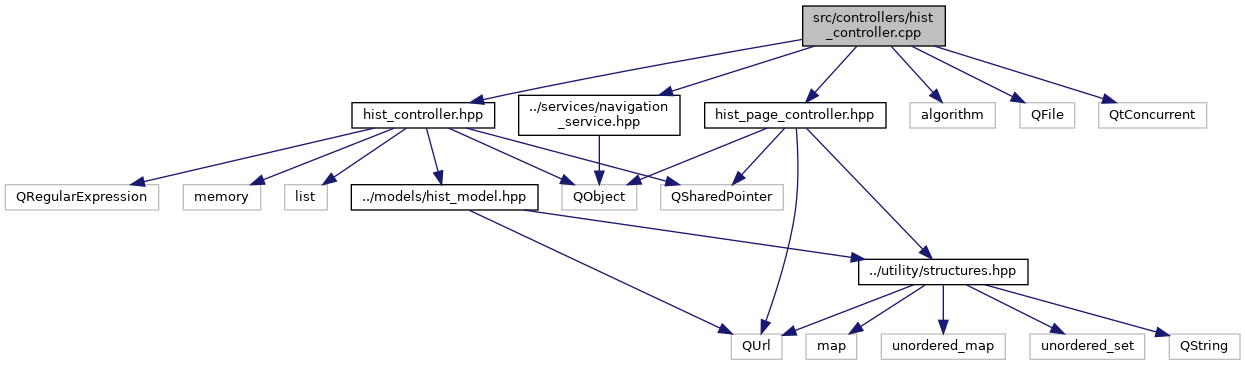 src/controllers/hist
_controller.cpp
hist_controller.hpp
../services/navigation
_service.hpp
hist_page_controller.hpp
algorithm
QFile
QtConcurrent
QRegularExpression
memory
list
../models/hist_model.hpp
QObject
QSharedPointer
../utility/structures.hpp
QUrl
map
unordered_map
unordered_set
QString